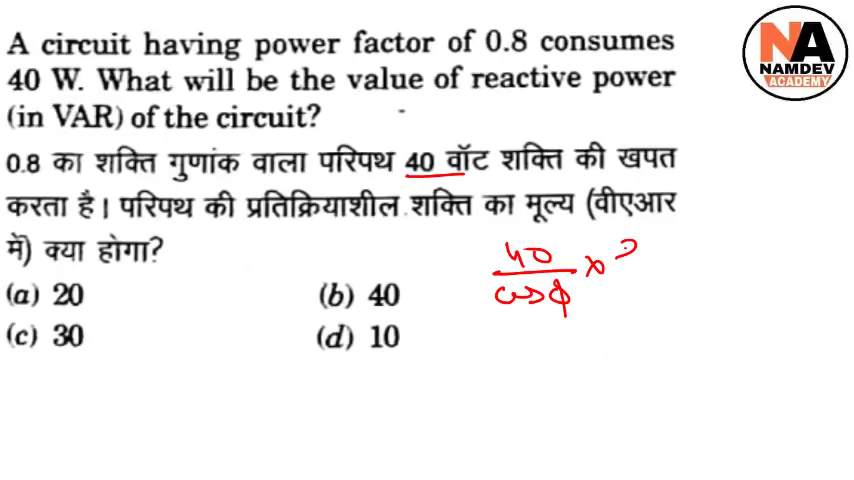 A circuit having power factor of 0.8 consumes
40 W. What will be the value of reactive power
(in VAR) of the circuit?
0.8 का शक्ति गुणांक वाला परिपथ 40 वॉट शक्ति की खपत
करता है। परिपथ की प्रतिक्रियाशील शक्ति का मूल्य (वीएआर
में) क्या होगा?
(a) 20 (b) 40
(c) 30 (d) 10
40
cos φ ×
NA
NAMDEV
ACADEMY